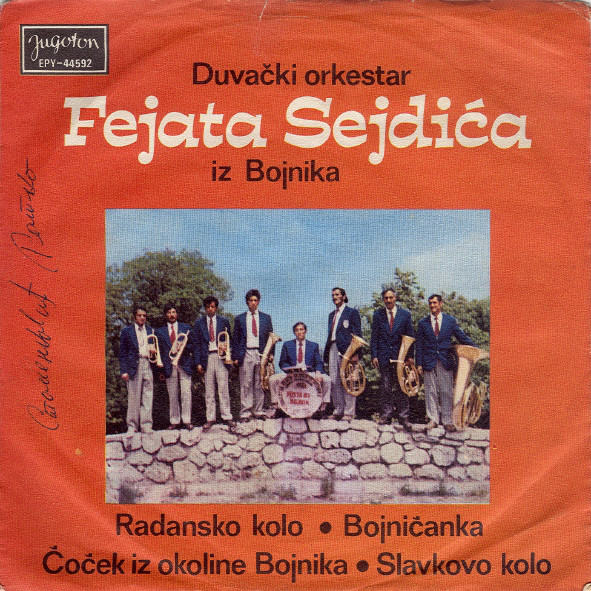 Jugoton
EPY-44592
Duvački orkestar
Fejata Sejdića
iz Bojnika
Radansko kolo • Bojničanka
Čoček iz okoline Bojnika • Slavkovo kolo